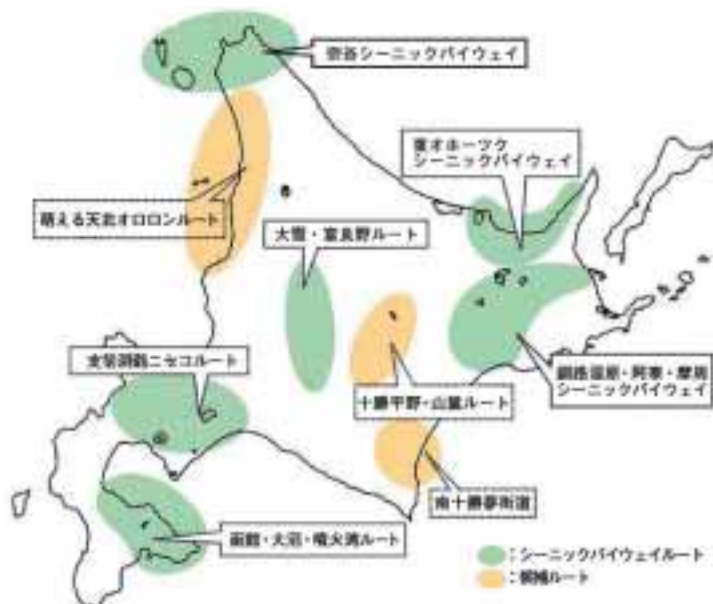 宗谷シーニックバイウェイ
東オホーツク
シーニックバイウェイ
萌える天北オロロンルート
大雪・富良野ルート
支笏洞爺ニセコルート
十勝平野・山麓ルート
釧路湿原・阿寒・摩周
シーニックバイウェイ
南十勝夢街道
函館・大沼・噴火湾ルート
：シーニックバイウェイルート
：候補ルート